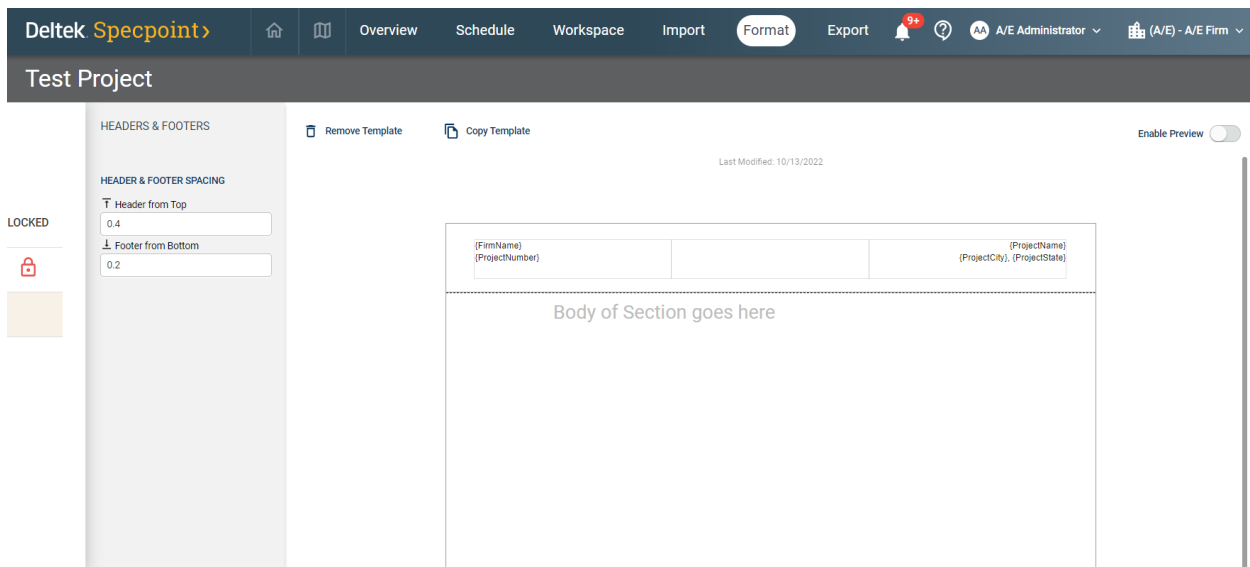 Deltek Specpoint Overview Schedule Workspace Import Format Export 9+ AA A/E Administrator (A/E) - A/E Firm
Test Project
HEADERS & FOOTERS
Remove Template Copy Template
Enable Preview
Last Modified: 10/13/2022
HEADER & FOOTER SPACING
Header from Top
LOCKED
0.4
Footer from Bottom
0.2
{FirmName}
{ProjectNumber}
{ProjectName}
{ProjectCity}, {ProjectState}
Body of Section goes here